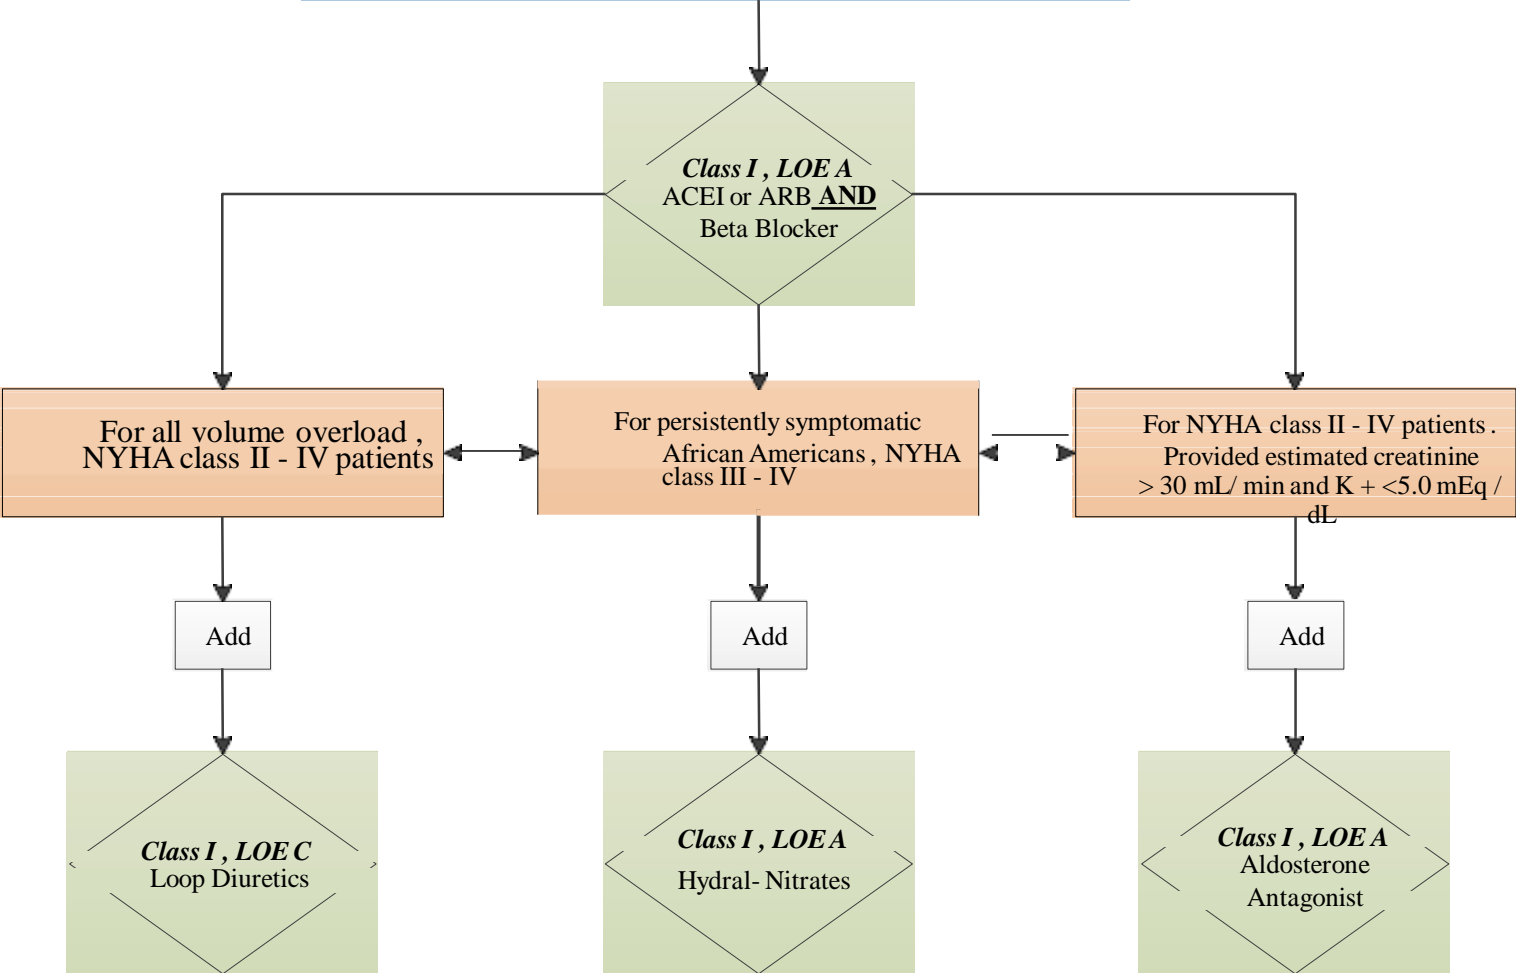 Class I , LOE A
ACEI or ARB AND
Beta Blocker
For all volume overload ,
NYHA class II - IV patients
For persistently symptomatic
African Americans , NYHA
class III - IV
For NYHA class II - IV patients .
Provided estimated creatinine
> 30 mL/ min and K + <5.0 mEq /
dL
Add
Add
Add
Class I , LOE C
Loop Diuretics
Class I , LOE A
Hydral- Nitrates
Class I , LOE A
Aldosterone
Antagonist